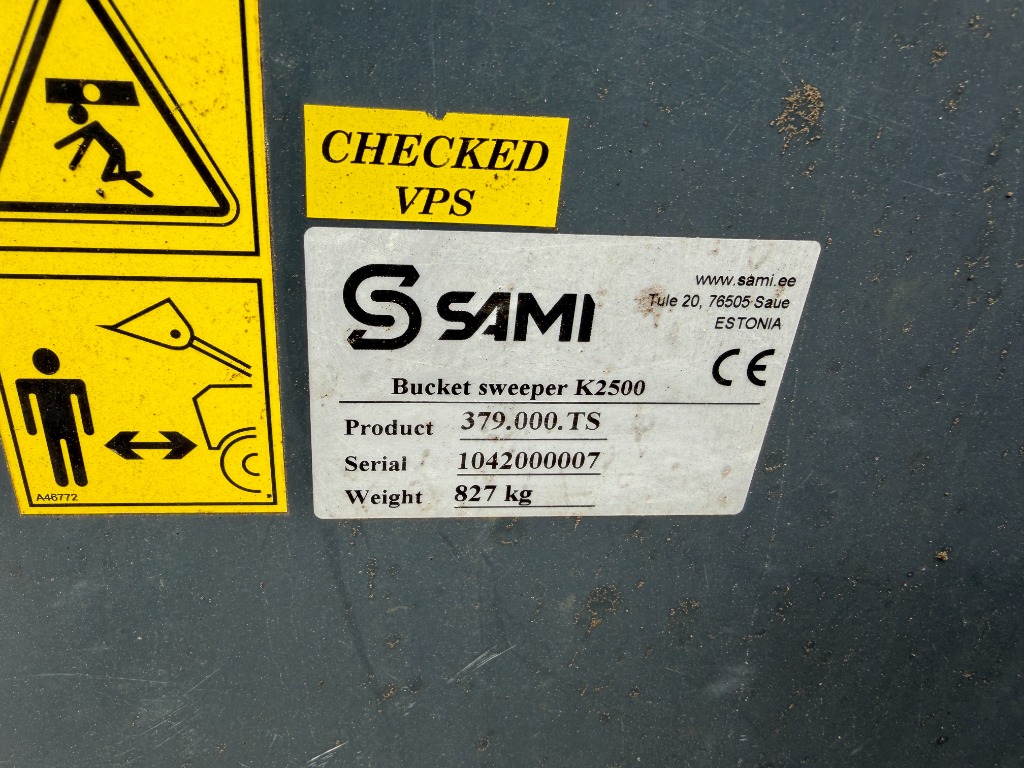 CHECKED
VPS
S SAMI
www.sami.ee
Tule 20, 76505 Saue
ESTONIA
CE
Bucket sweeper K2500
Product 379.000.TS
Serial 1042000007
Weight 827 kg
A46772